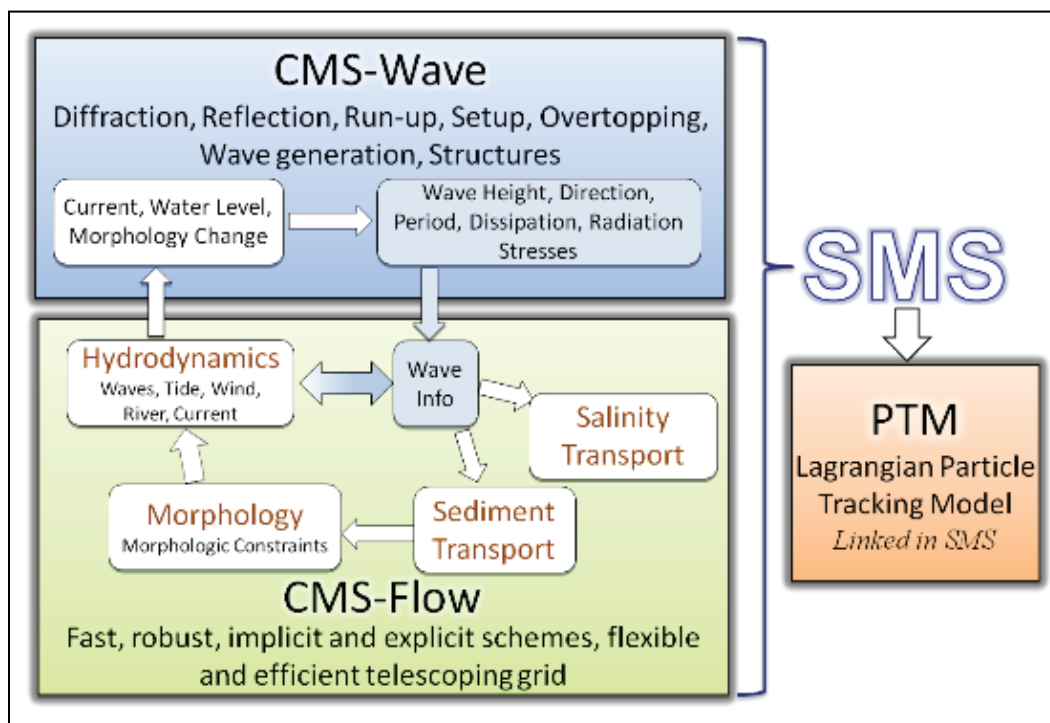 CMS-Wave
Diffraction, Reflection, Run-up, Setup, Overtopping,
Wave generation, Structures
Current, Water Level,
Morphology Change
Wave Height, Direction,
Period, Dissipation, Radiation
Stresses
Hydrodynamics
Waves, Tide, Wind,
River, Current
Wave
Info
Salinity
Transport
Morphology
Morphologic Constraints
Sediment
Transport
CMS-Flow
Fast, robust, implicit and explicit schemes, flexible
and efficient telescoping grid
SMS
PTM
Lagrangian Particle
Tracking Model
Linked in SMS